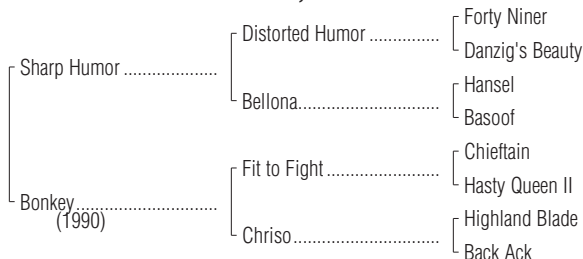 Forty Niner
Distorted Humor ...............
Danzig's Beauty
Sharp Humor ....................
Hansel
Bellona..............................
Basoof
Chieftain
Fit to Fight ........................
Hasty Queen II
Bonkey..............................
(1990)
Highland Blade
Chriso...............................
Back Ack